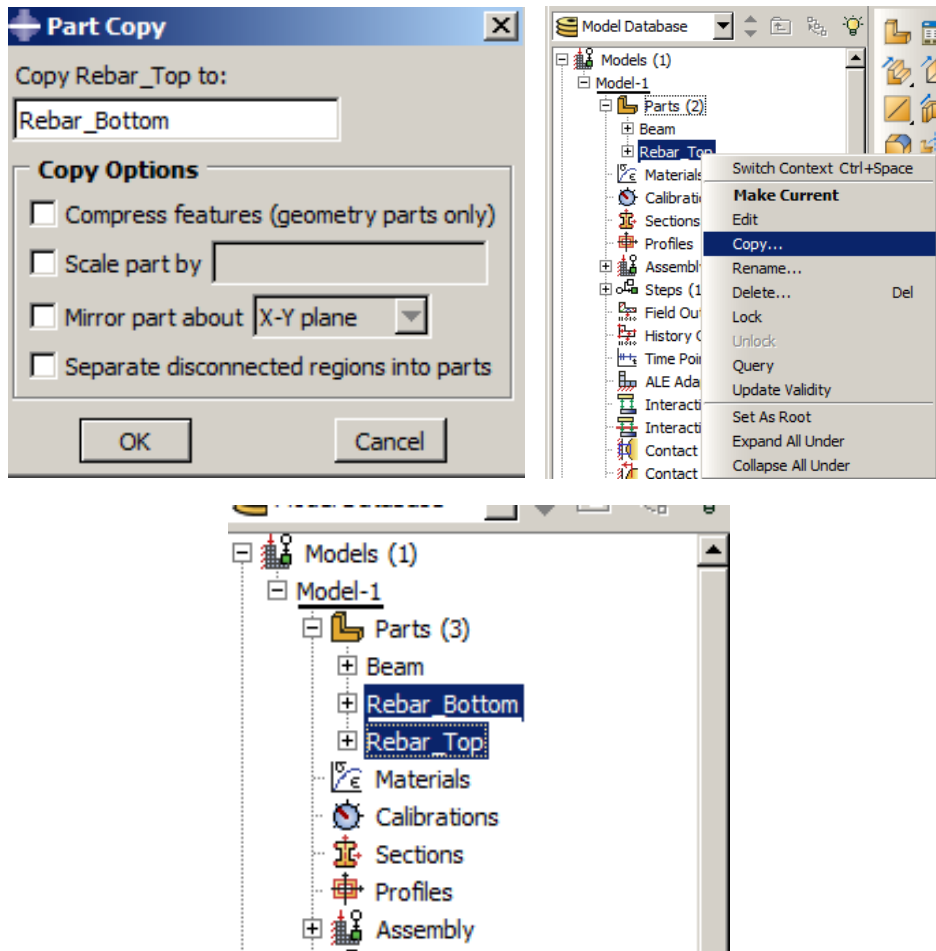 Part Copy
Copy Rebar_Top to:
Rebar_Bottom
Copy Options
Compress features (geometry parts only)
Scale part by
Mirror part about X-Y plane
Separate disconnected regions into parts
OK Cancel
Model Database
Models (1)
Model-1
Parts (2)
Beam
Rebar_Top
Materials
Calibrati
Sections
Profiles
Assembl
Steps (1
Field Ou
History
Time Poi
ALE Ada
Interacti
Interacti
Contact
Contact
Switch Context Ctrl+Space
Make Current
Edit
Copy...
Rename...
Delete... Del
Lock
Unlock
Query
Update Validity
Set As Root
Expand All Under
Collapse All Under
Models (1)
Model-1
Parts (3)
Beam
Rebar_Bottom
Rebar_Top
Materials
Calibrations
Sections
Profiles
Assembly